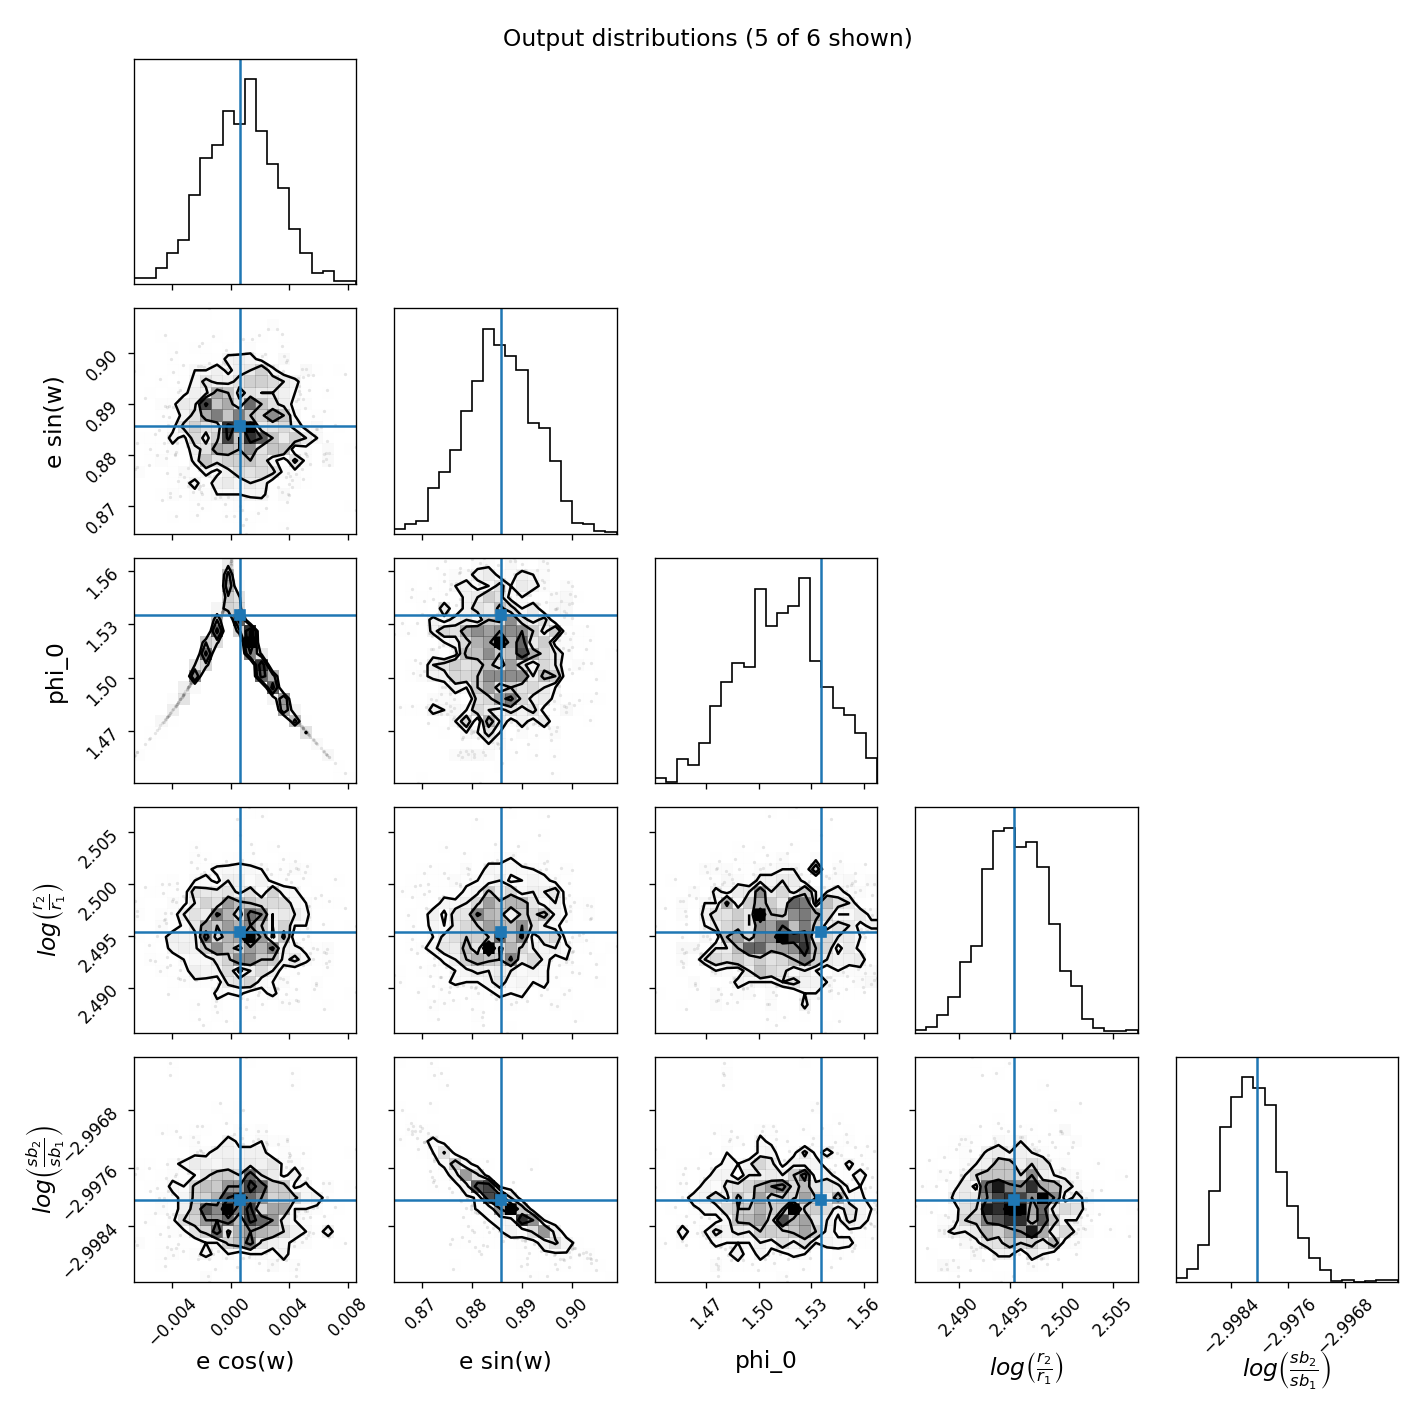 Output distributions (5 of 6 shown)
0.90
0.89
0.88
0.87
e sin(w)
1.56
1.53
1.50
1.47
phi_0
2.505
2.500
2.495
2.490
log(r₂/r₁)
−2.9968
−2.9976
−2.9984
log(sb₂/sb₁)
−0.004 0.000 0.004 0.008
0.87 0.88 0.89 0.90
1.47 1.50 1.53 1.56
2.490 2.495 2.500 2.505
−2.9984 −2.9976 −2.9968
e cos(w) e sin(w) phi_0 log(r₂/r₁) log(sb₂/sb₁)